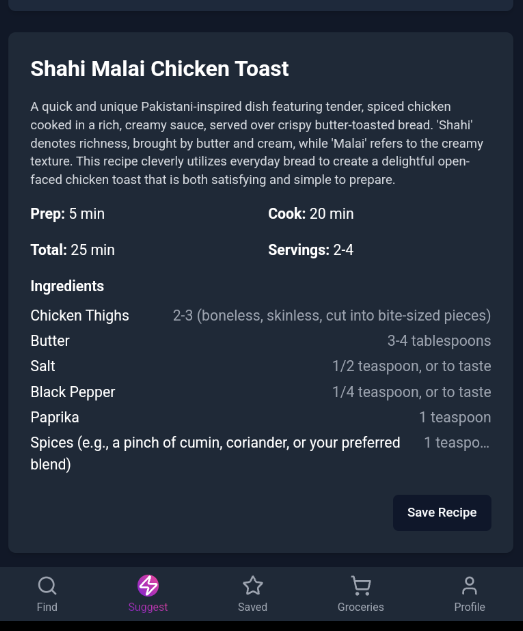 Shahi Malai Chicken Toast
A quick and unique Pakistani-inspired dish featuring tender, spiced chicken
cooked in a rich, creamy sauce, served over crispy butter-toasted bread. 'Shahi'
denotes richness, brought by butter and cream, while 'Malai' refers to the creamy
texture. This recipe cleverly utilizes everyday bread to create a delightful open-
faced chicken toast that is both satisfying and simple to prepare.
Prep: 5 min Cook: 20 min
Total: 25 min Servings: 2-4
Ingredients
Chicken Thighs 2-3 (boneless, skinless, cut into bite-sized pieces)
Butter 3-4 tablespoons
Salt 1/2 teaspoon, or to taste
Black Pepper 1/4 teaspoon, or to taste
Paprika 1 teaspoon
Spices (e.g., a pinch of cumin, coriander, or your preferred 1 teaspo...
blend)
Save Recipe
Find Suggest Saved Groceries Profile